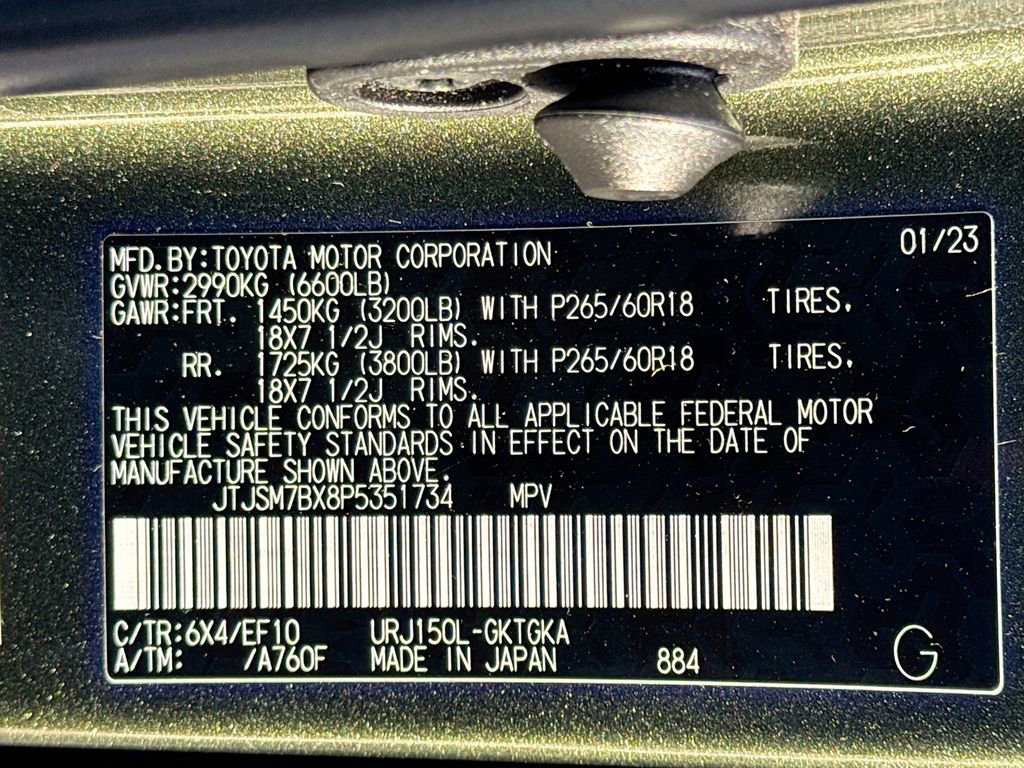 MFD.BY:TOYOTA MOTOR CORPORATION 01/23
GVWR:2990KG (6600LB)
GAWR:FRT. 1450KG (3200LB) WITH P265/60R18 TIRES,
18X7 1/2J RIMS.
RR. 1725KG (3800LB) WITH P265/60R18 TIRES,
18X7 1/2J RIMS.
THIS VEHICLE CONFORMS TO ALL APPLICABLE FEDERAL MOTOR
VEHICLE SAFETY STANDARDS IN EFFECT ON THE DATE OF
MANUFACTURE SHOWN ABOVE.
JTJSM7BX8P5351734 MPV
C/TR:6X4/EF10 URJ150L-GKTGKA
A/TM: /A760F MADE IN JAPAN 884 G